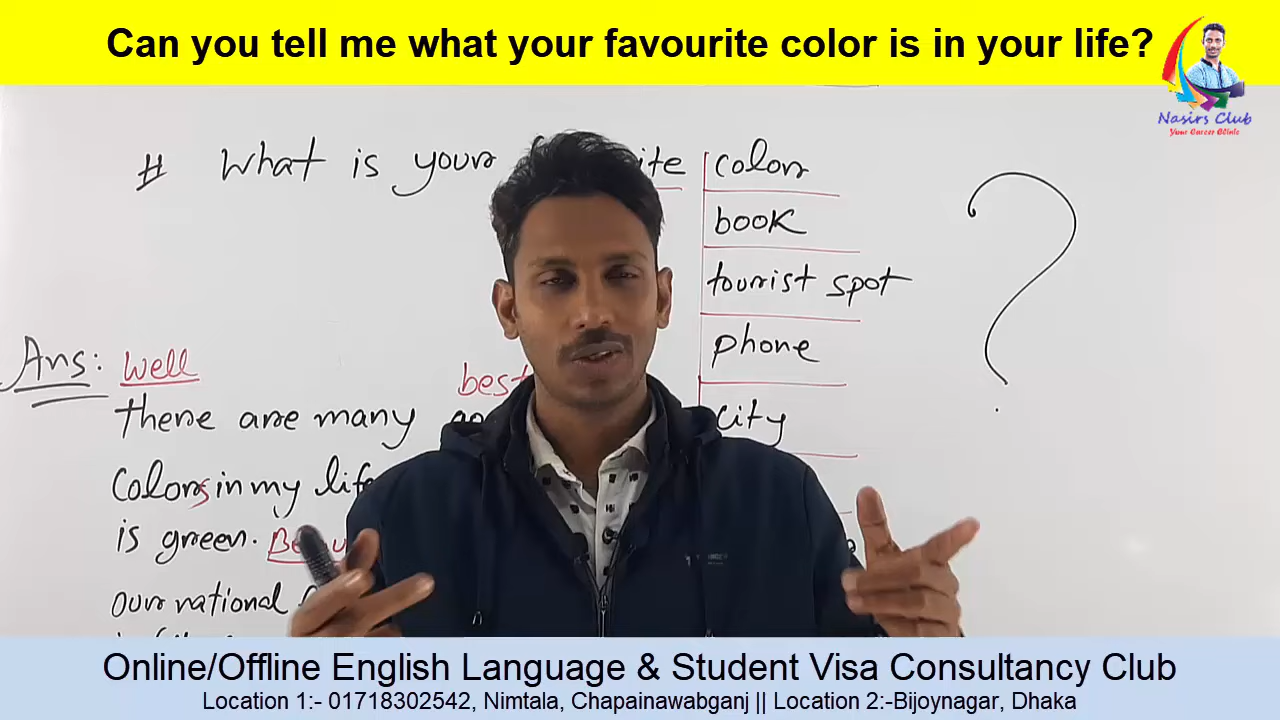 Can you tell me what your favourite color is in your life?
Nasirs Club
Your Career Clinic
# What is your ite
color
book
tourist spot
phone
city
Ans: Well
best
there are many
colors in my life
is green.
our national
Online/Offline English Language & Student Visa Consultancy Club
Location 1:- 01718302542, Nimtala, Chapainawabganj || Location 2:-Bijoynagar, Dhaka